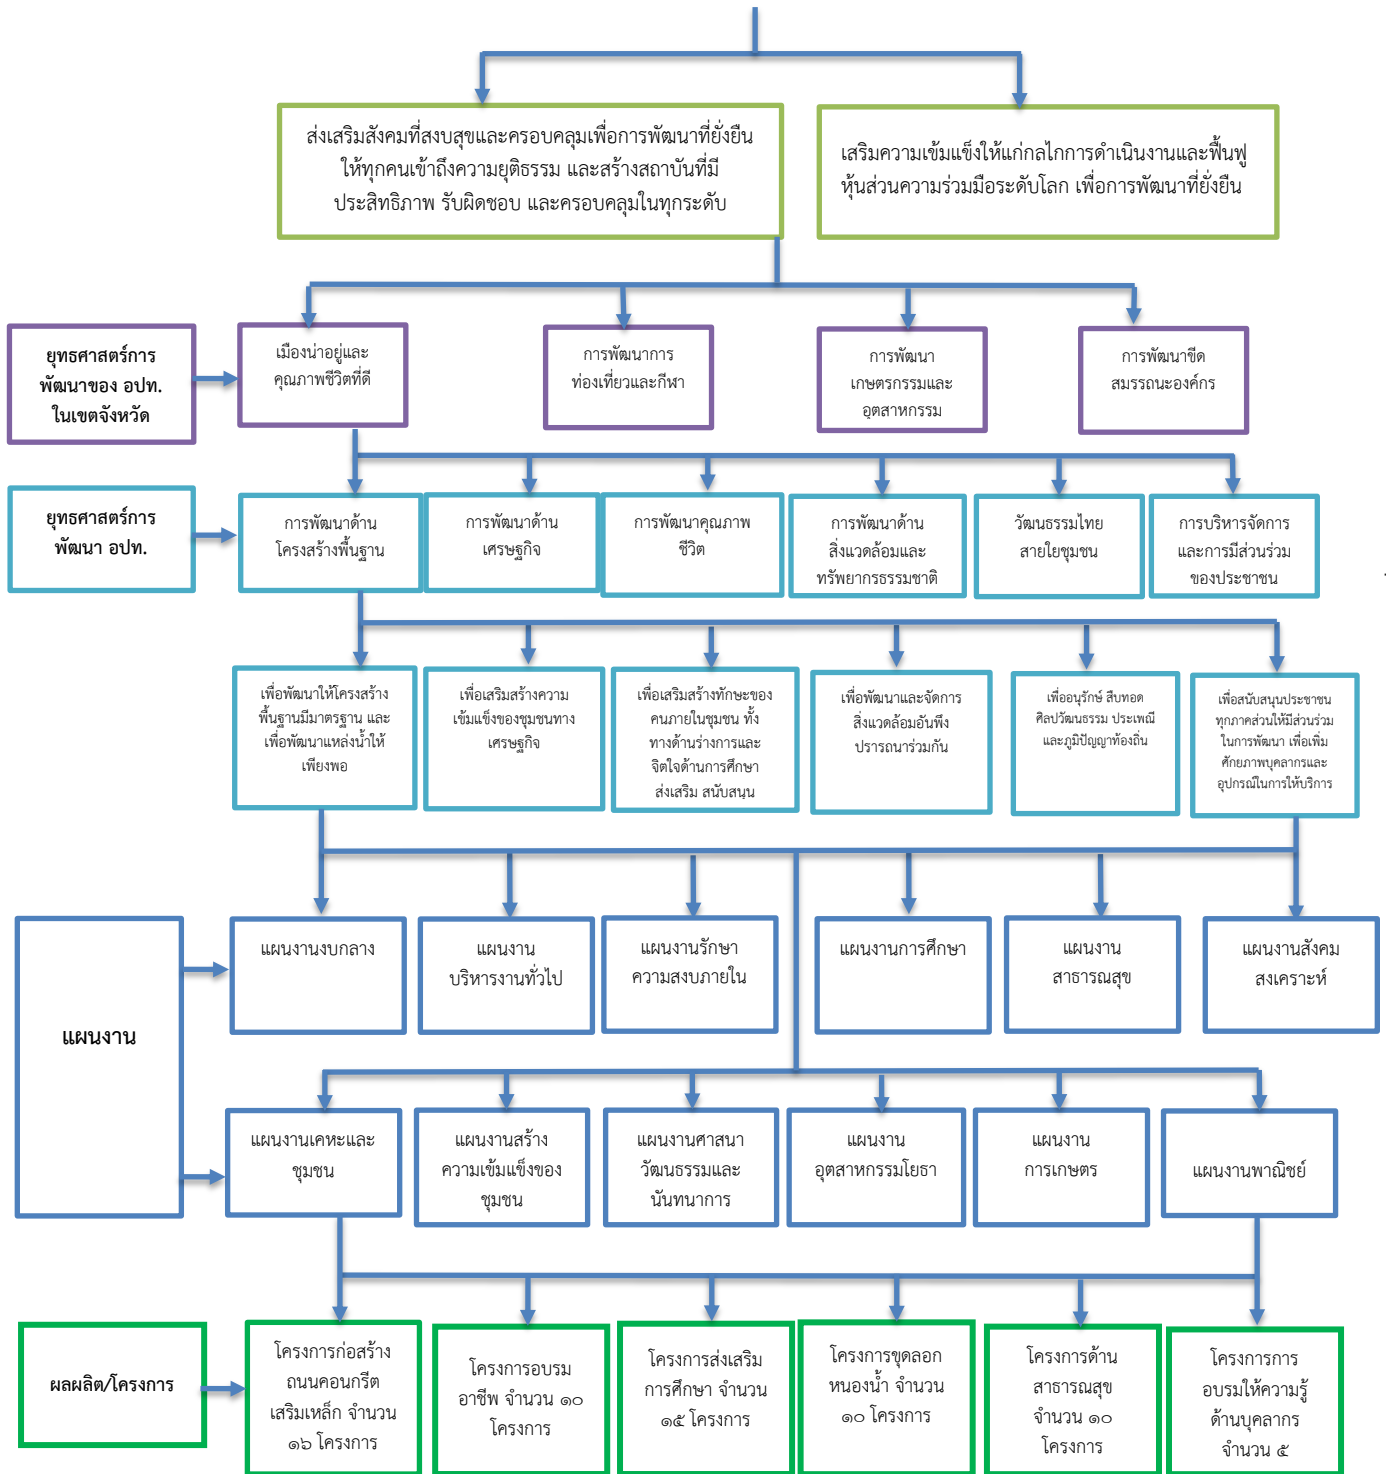 ส่งเสริมสังคมที่สงบสุขและครอบคลุมเพื่อการพัฒนาที่ยั่งยืน
ให้ทุกคนเข้าถึงความยุติธรรม และสร้างสถาบันที่มี
ประสิทธิภาพ รับผิดชอบ และครอบคลุมในทุกระดับ
เสริมความเข้มแข็งให้แก่กลไกการดำเนินงานและฟื้นฟู
หุ้นส่วนความร่วมมือระดับโลก เพื่อการพัฒนาที่ยั่งยืน
ยุทธศาสตร์การ
พัฒนาของ อปท.
ในเขตจังหวัด
เมืองน่าอยู่และ
คุณภาพชีวิตที่ดี
การพัฒนาการ
ท่องเที่ยวและกีฬา
การพัฒนา
เกษตรกรรมและ
อุตสาหกรรม
การพัฒนาขีด
สมรรถนะองค์กร
ยุทธศาสตร์การ
พัฒนา อปท.
การพัฒนาด้าน
โครงสร้างพื้นฐาน
การพัฒนาด้าน
เศรษฐกิจ
การพัฒนาคุณภาพ
ชีวิต
การพัฒนาด้าน
สิ่งแวดล้อมและ
ทรัพยากรธรรมชาติ
วัฒนธรรมไทย
สายใยชุมชน
การบริหารจัดการ
และการมีส่วนร่วม
ของประชาชน
เพื่อพัฒนาให้โครงสร้าง
พื้นฐานมีมาตรฐาน และ
เพื่อพัฒนาแหล่งน้ำให้
เพียงพอ
เพื่อเสริมสร้างความ
เข้มแข็งของชุมชนทาง
เศรษฐกิจ
เพื่อเสริมสร้างทักษะของ
คนภายในชุมชน ทั้ง
ทางด้านร่างการและ
จิตใจด้านการศึกษา
ส่งเสริม สนับสนุน
เพื่อพัฒนาและจัดการ
สิ่งแวดล้อมอันพึง
ปรารถนาร่วมกัน
เพื่ออนุรักษ์ สืบทอด
ศิลปวัฒนธรรม ประเพณี
และภูมิปัญญาท้องถิ่น
เพื่อสนับสนุนประชาชน
ทุกภาคส่วนให้มีส่วนร่วม
ในการพัฒนา เพื่อเพิ่ม
ศักยภาพบุคลากรและ
อุปกรณ์ในการให้บริการ
แผนงาน
แผนงานงบกลาง
แผนงาน
บริหารงานทั่วไป
แผนงานรักษา
ความสงบภายใน
แผนงานการศึกษา
แผนงาน
สาธารณสุข
แผนงานสังคม
สงเคราะห์
แผนงานเคหะและ
ชุมชน
แผนงานสร้าง
ความเข้มแข็งของ
ชุมชน
แผนงานศาสนา
วัฒนธรรมและ
นันทนาการ
แผนงาน
อุตสาหกรรมโยธา
แผนงาน
การเกษตร
แผนงานพาณิชย์
ผลผลิต/โครงการ
โครงการก่อสร้าง
ถนนคอนกรีต
เสริมเหล็ก จำนวน
๑๖ โครงการ
โครงการอบรม
อาชีพ จำนวน ๑๐
โครงการ
โครงการส่งเสริม
การศึกษา จำนวน
๑๕ โครงการ
โครงการขุดลอก
หนองน้ำ จำนวน
๑๐ โครงการ
โครงการด้าน
สาธารณสุข
จำนวน ๑๐
โครงการ
โครงการการ
อบรมให้ความรู้
ด้านบุคลากร
จำนวน ๕